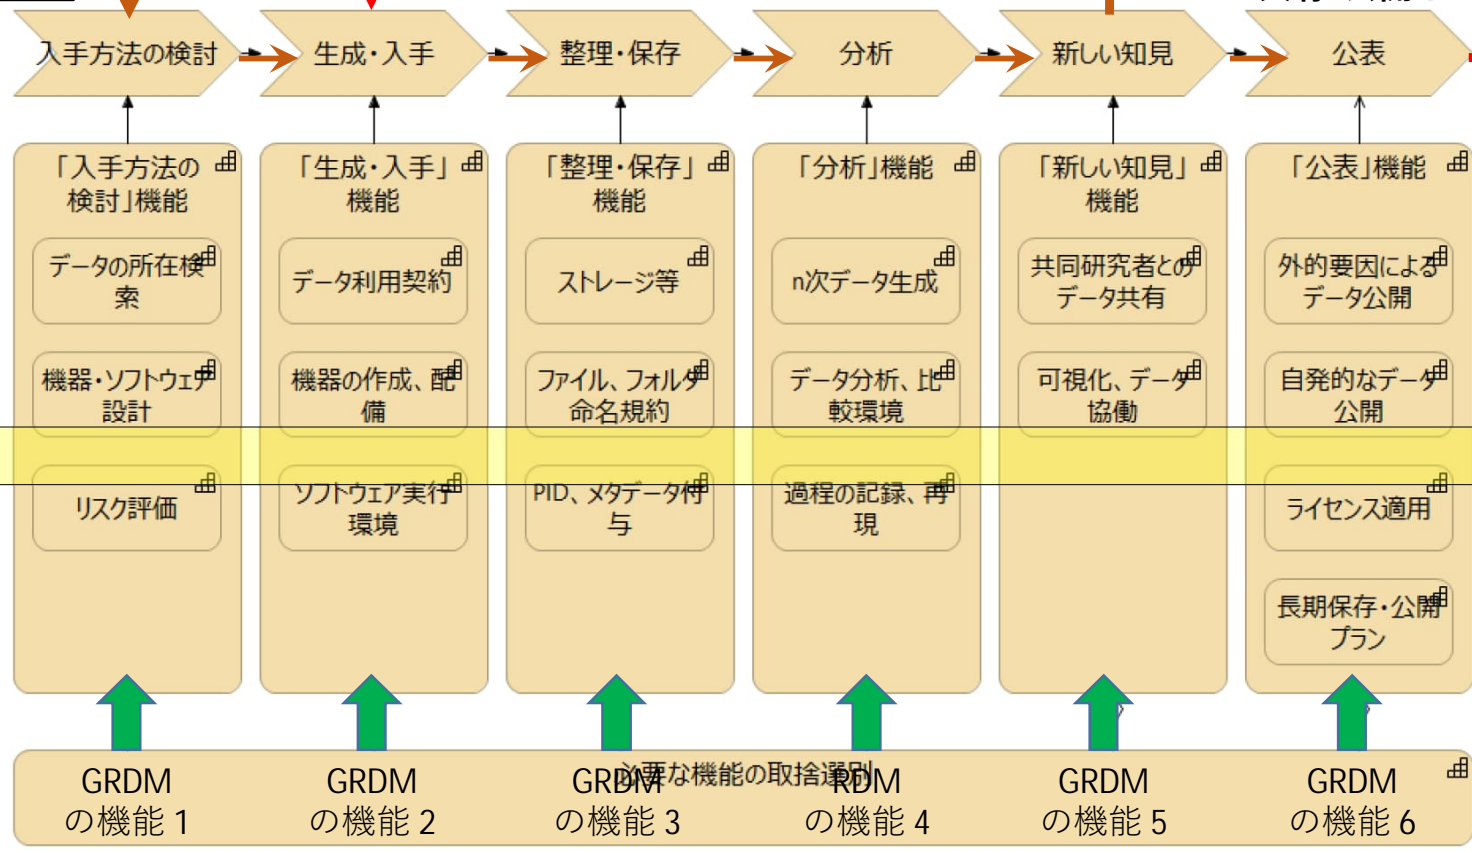 入手方法の検討
生成・入手
整理・保存
分析
新しい知見
公表
「入手方法の
検討」機能
データの所在検
索
機器・ソフトウェア
設計
リスク評価
「生成・入手」
機能
データ利用契約
機器の作成、配
備
ソフトウェア実行
環境
「整理・保存」
機能
ストレージ等
ファイル、フォルダ
命名規約
PID、メタデータ付
与
「分析」機能
n次データ生成
データ分析、比
較環境
過程の記録、再
現
「新しい知見」
機能
共同研究者との
データ共有
可視化、データ
協働
「公表」機能
外的要因による
データ公開
自発的なデータ
公開
ライセンス適用
長期保存・公開
プラン
必要な機能の取捨選別
GRDM
の機能 1
GRDM
の機能 2
GRDM
の機能 3
RDM
の機能 4
GRDM
の機能 5
GRDM
の機能 6